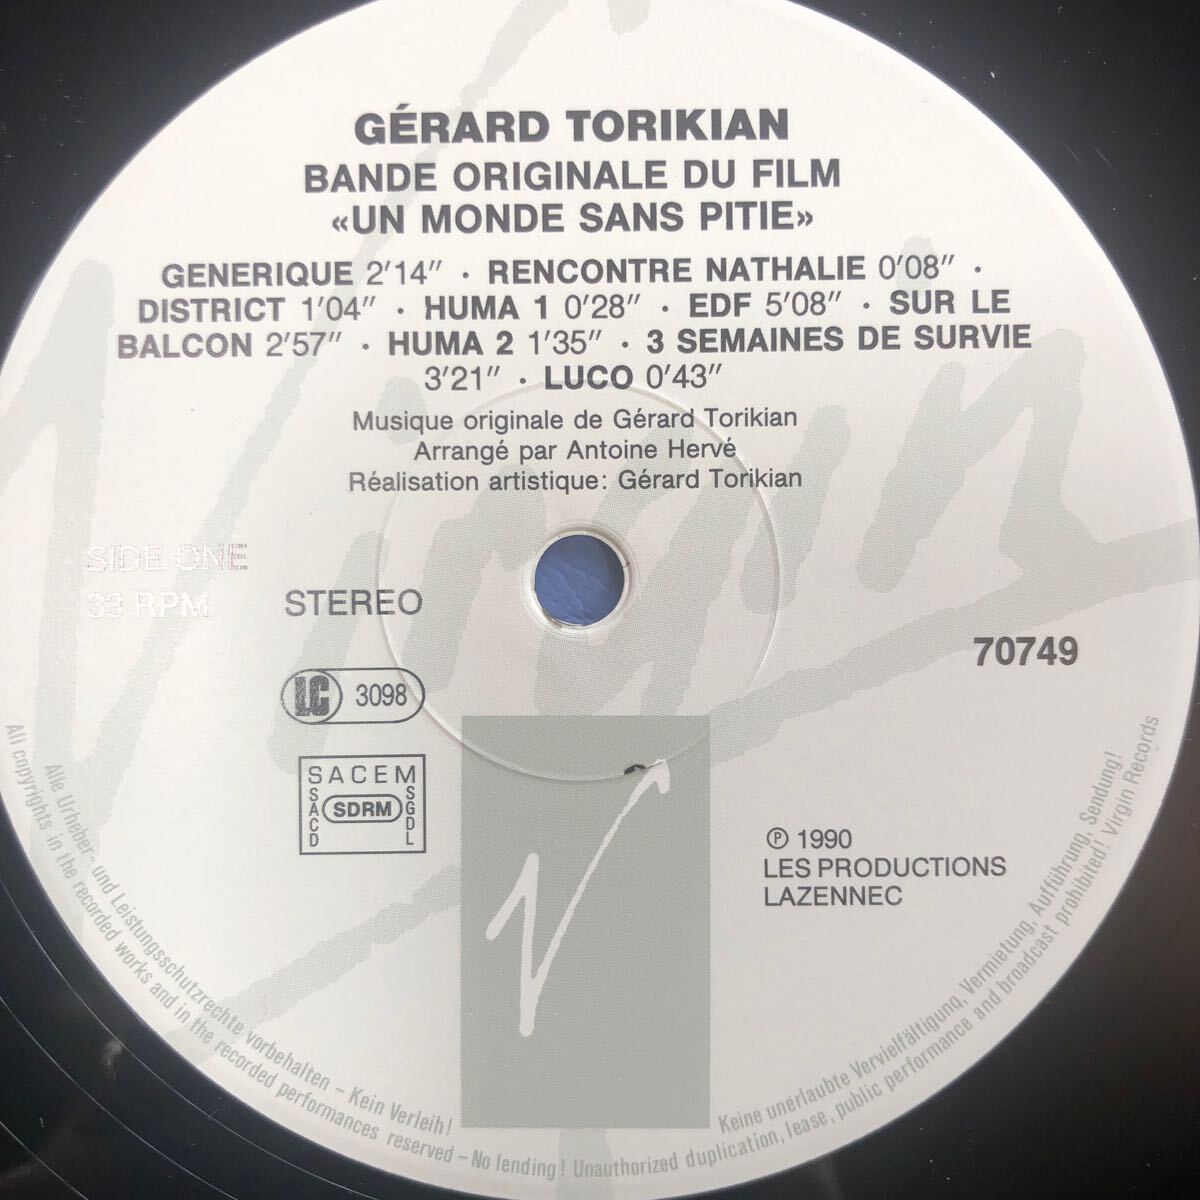 GÉRARD TORIKIAN
BANDE ORIGINALE DU FILM
«UN MONDE SANS PITIE»
GENERIQUE 2'14" · RENCONTRE NATHALIE 0'08" ·
DISTRICT 1'04" · HUMA 1 0'28" · EDF 5'08" · SUR LE
BALCON 2'57" · HUMA 2 1'35" · 3 SEMAINES DE SURVIE
3'21" · LUCO 0'43"
Musique originale de Gérard Torikian
Arrangé par Antoine Hervé
Réalisation artistique: Gérard Torikian
SIDE ONE
33 RPM
STEREO
70749
LC 3098
SACEM
SACD
SDRM
SGDL
℗ 1990
LES PRODUCTIONS
LAZENNEC
Virgin
Alle Urheber- und Leistungsschutzrechte vorbehalten – Kein Verleih! Keine unerlaubte Vervielfältigung, Vermietung, Aufführung, Sendung!
All copyrights in the recorded works and in the recorded performances reserved – No lending! Unauthorized duplication, lease, public performance and broadcast prohibited! Virgin Records